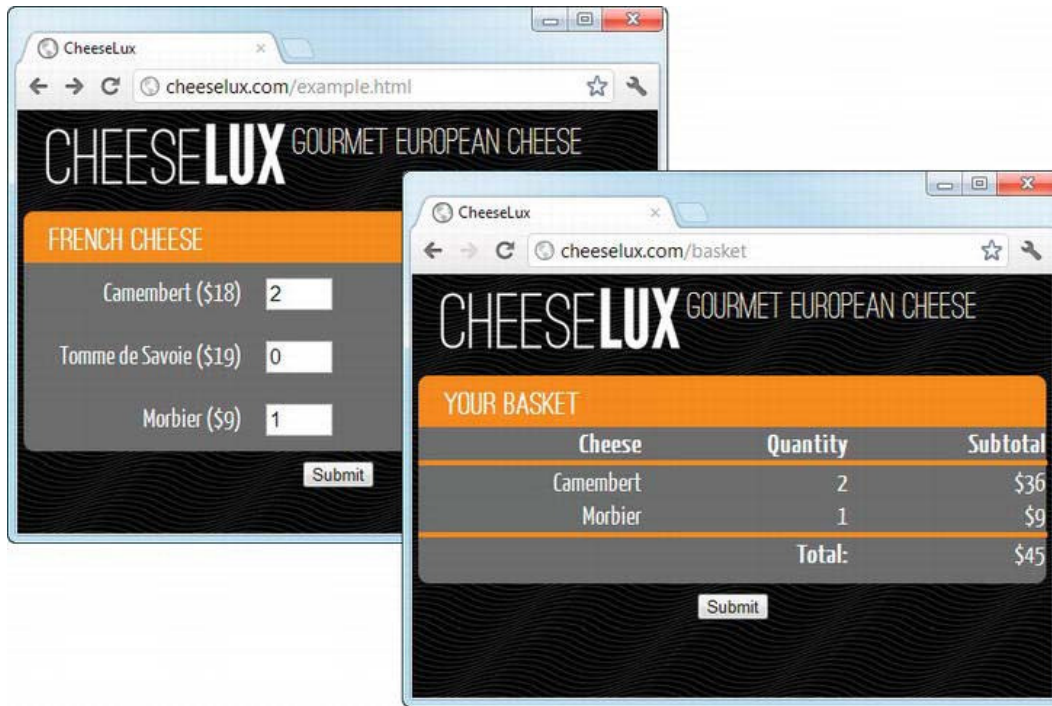 CheeseLux
cheeselux.com/example.html
CHEESELUX GOURMET EUROPEAN CHEESE
FRENCH CHEESE
Camembert ($18) 2
Tomme de Savoie ($19) 0
Morbier ($9) 1
Submit
CheeseLux
cheeselux.com/basket
CHEESELUX GOURMET EUROPEAN CHEESE
YOUR BASKET
Cheese Quantity Subtotal
Camembert 2 $36
Morbier 1 $9
Total: $45
Submit